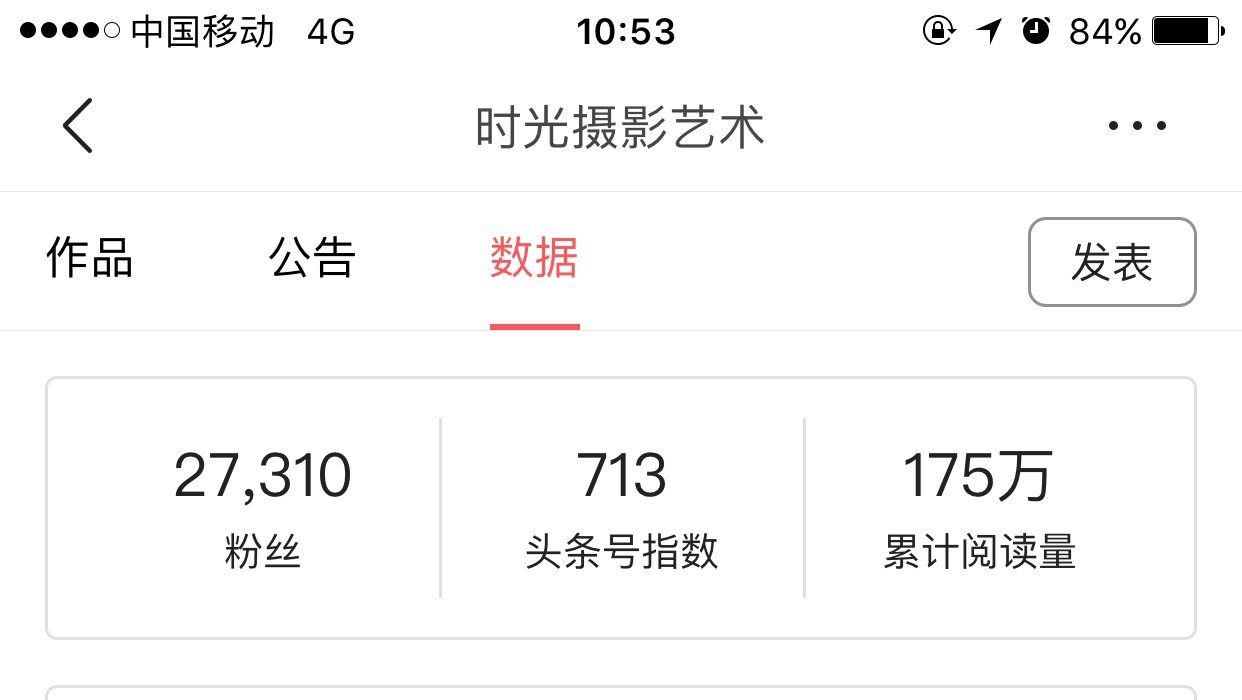 中国移动 4G 10:53 84%
时光摄影艺术
作品 公告 数据 发表
27,310 713 175万
粉丝 头条号指数 累计阅读量